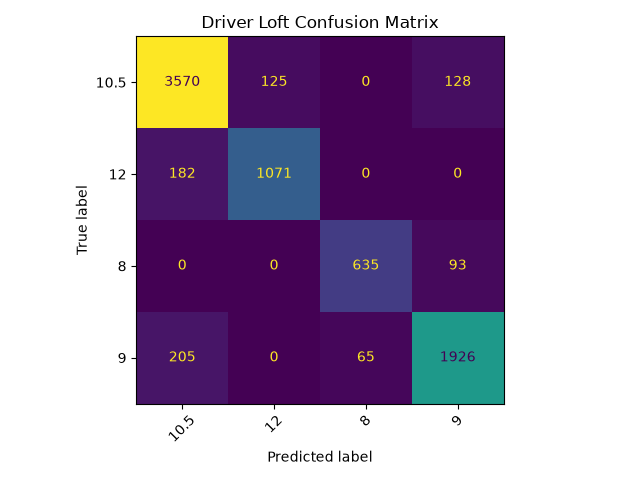 Driver Loft Confusion Matrix
True label
10.5 3570 125 0 128
12 182 1071 0 0
8 0 0 635 93
9 205 0 65 1926
10.5 12 8 9
Predicted label